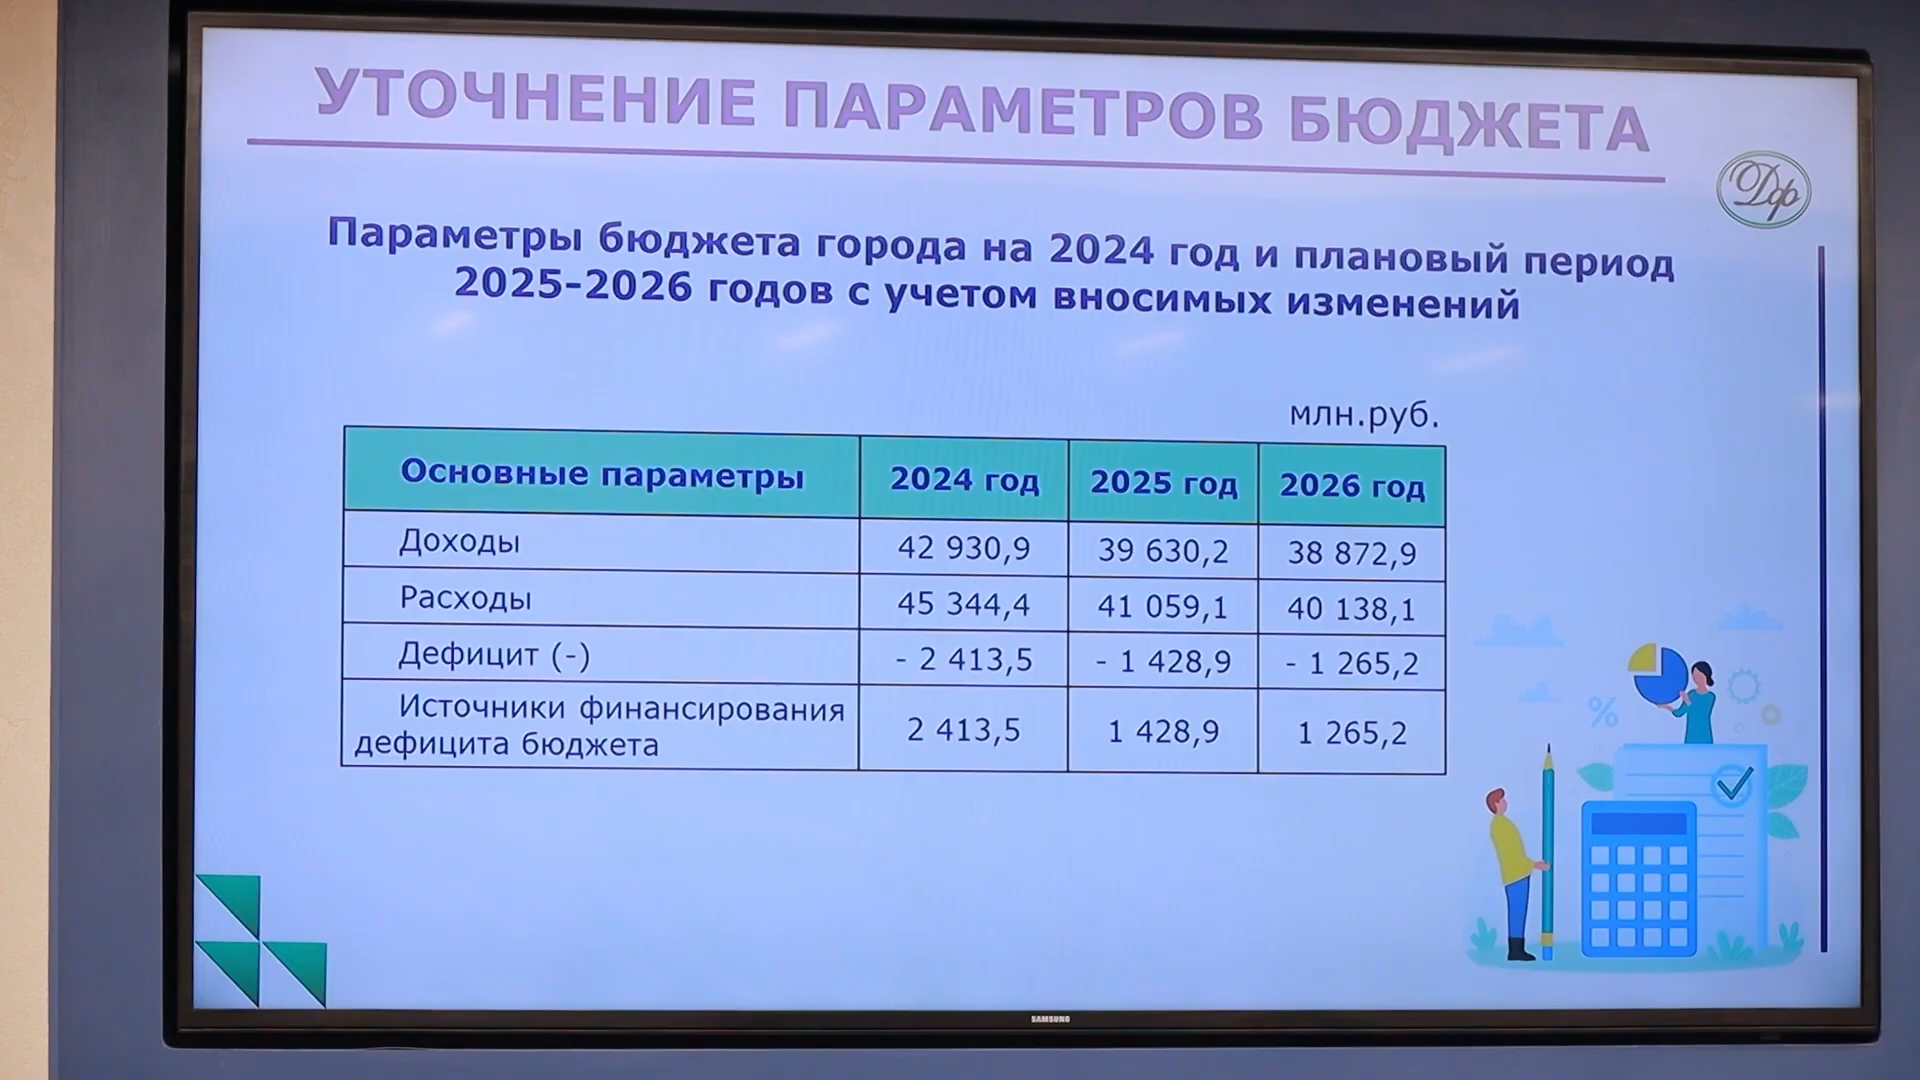 УТОЧНЕНИЕ ПАРАМЕТРОВ БЮДЖЕТА
Др
Параметры бюджета города на 2024 год и плановый период
2025-2026 годов с учетом вносимых изменений
млн.руб.
Основные параметры 2024 год 2025 год 2026 год
Доходы 42 930,9 39 630,2 38 872,9
Расходы 45 344,4 41 059,1 40 138,1
Дефицит (-) - 2 413,5 - 1 428,9 - 1 265,2
Источники финансирования
дефицита бюджета 2 413,5 1 428,9 1 265,2
%
SAMSUNG